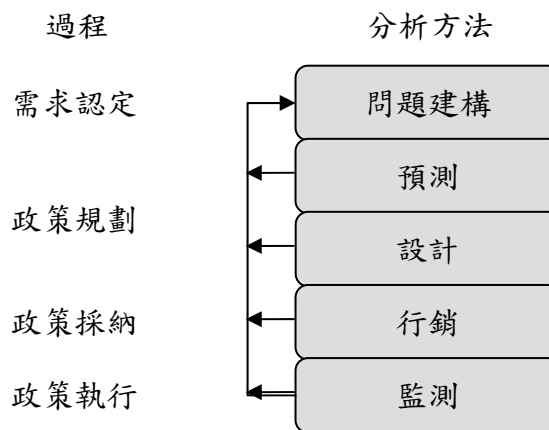 過程 分析方法
需求認定 問題建構
預測
政策規劃
設計
政策採納 行銷
政策執行 監測